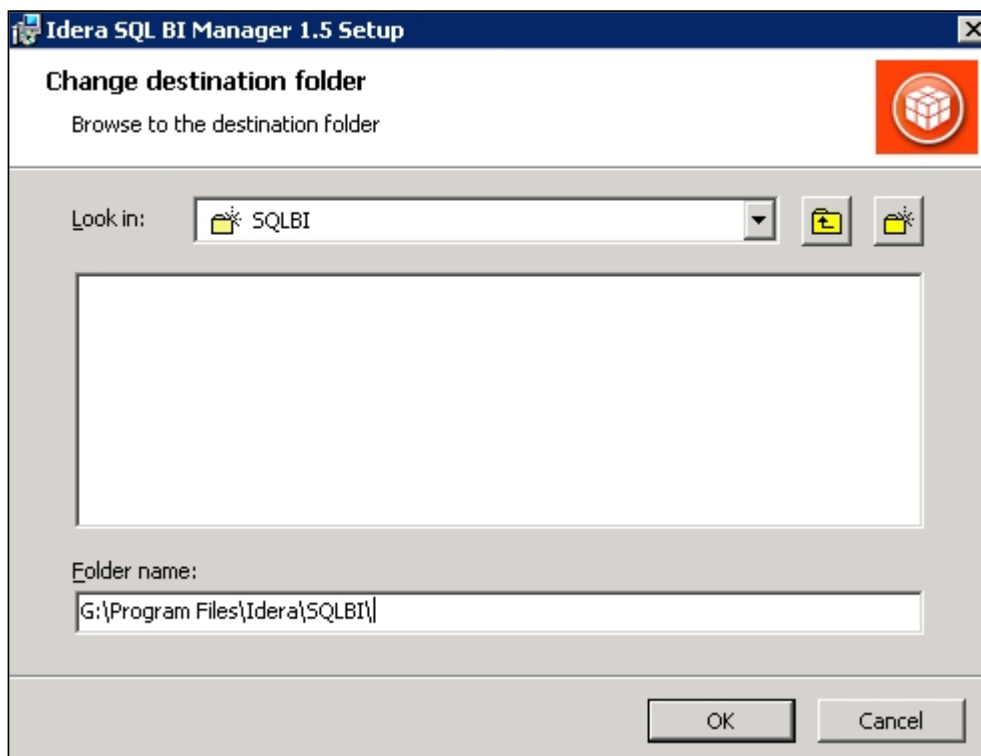 Idera SQL BI Manager 1.5 Setup
Change destination folder
Browse to the destination folder
Look in:
SQLBI
Folder name:
G:\Program Files\Idera\SQLBI\
OK
Cancel